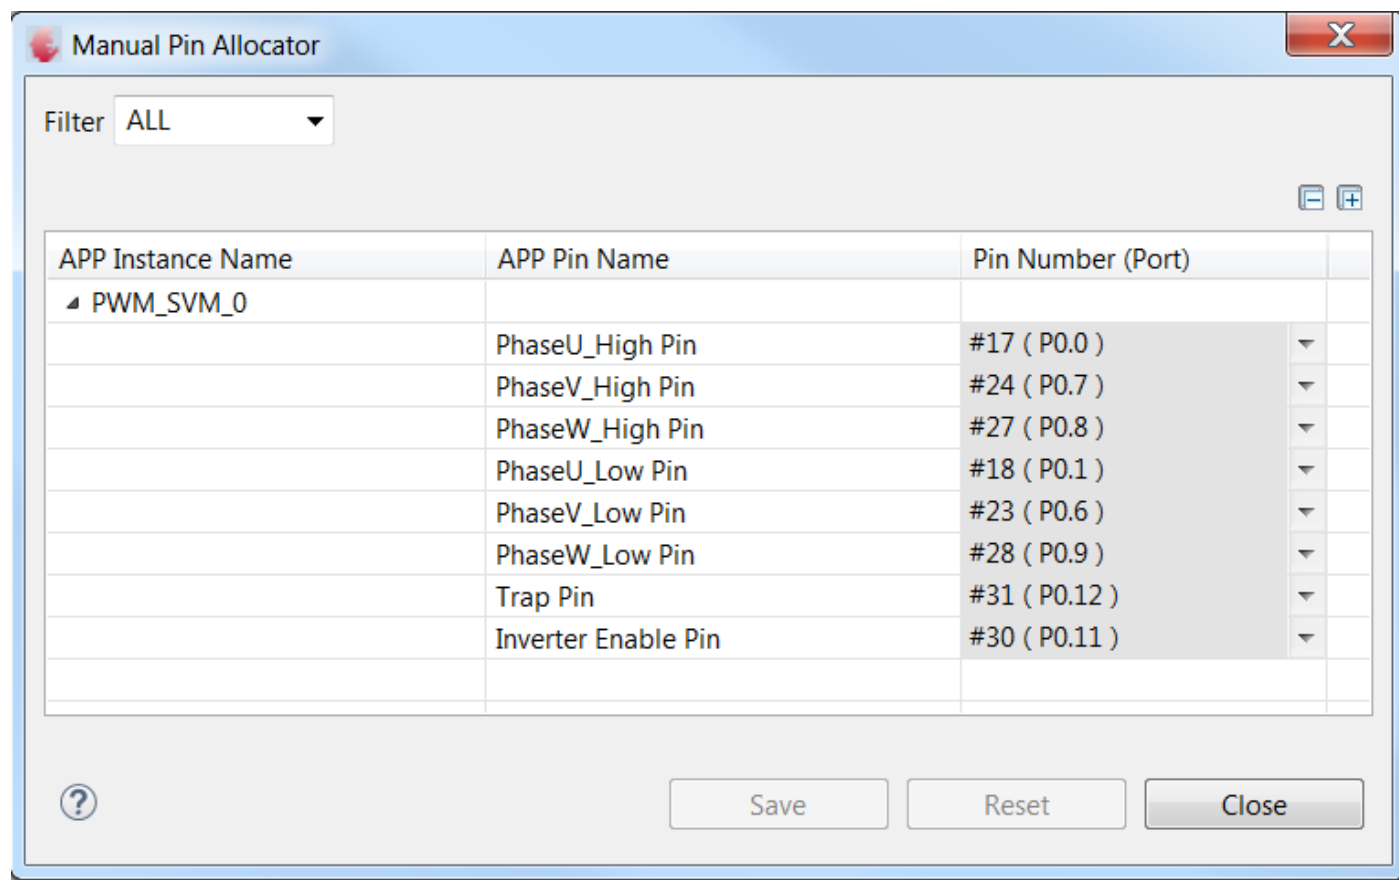 Manual Pin Allocator
Filter ALL
APP Instance Name APP Pin Name Pin Number (Port)
PWM_SVM_0
PhaseU_High Pin #17 ( P0.0 )
PhaseV_High Pin #24 ( P0.7 )
PhaseW_High Pin #27 ( P0.8 )
PhaseU_Low Pin #18 ( P0.1 )
PhaseV_Low Pin #23 ( P0.6 )
PhaseW_Low Pin #28 ( P0.9 )
Trap Pin #31 ( P0.12 )
Inverter Enable Pin #30 ( P0.11 )
? Save Reset Close